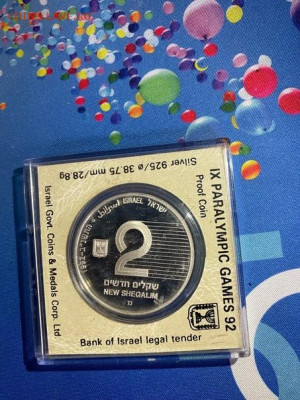 IX PARALYMPIC GAMES 92
Proof Coin
Silver 925/ø 38.75 mm/28.8g
Israel Govt. Coins & Medals Corp. Ltd
Bank of Israel legal tender
ישראל ISRAEL اسرائيل
2
שקלים חדשים
NEW SHEQALIM